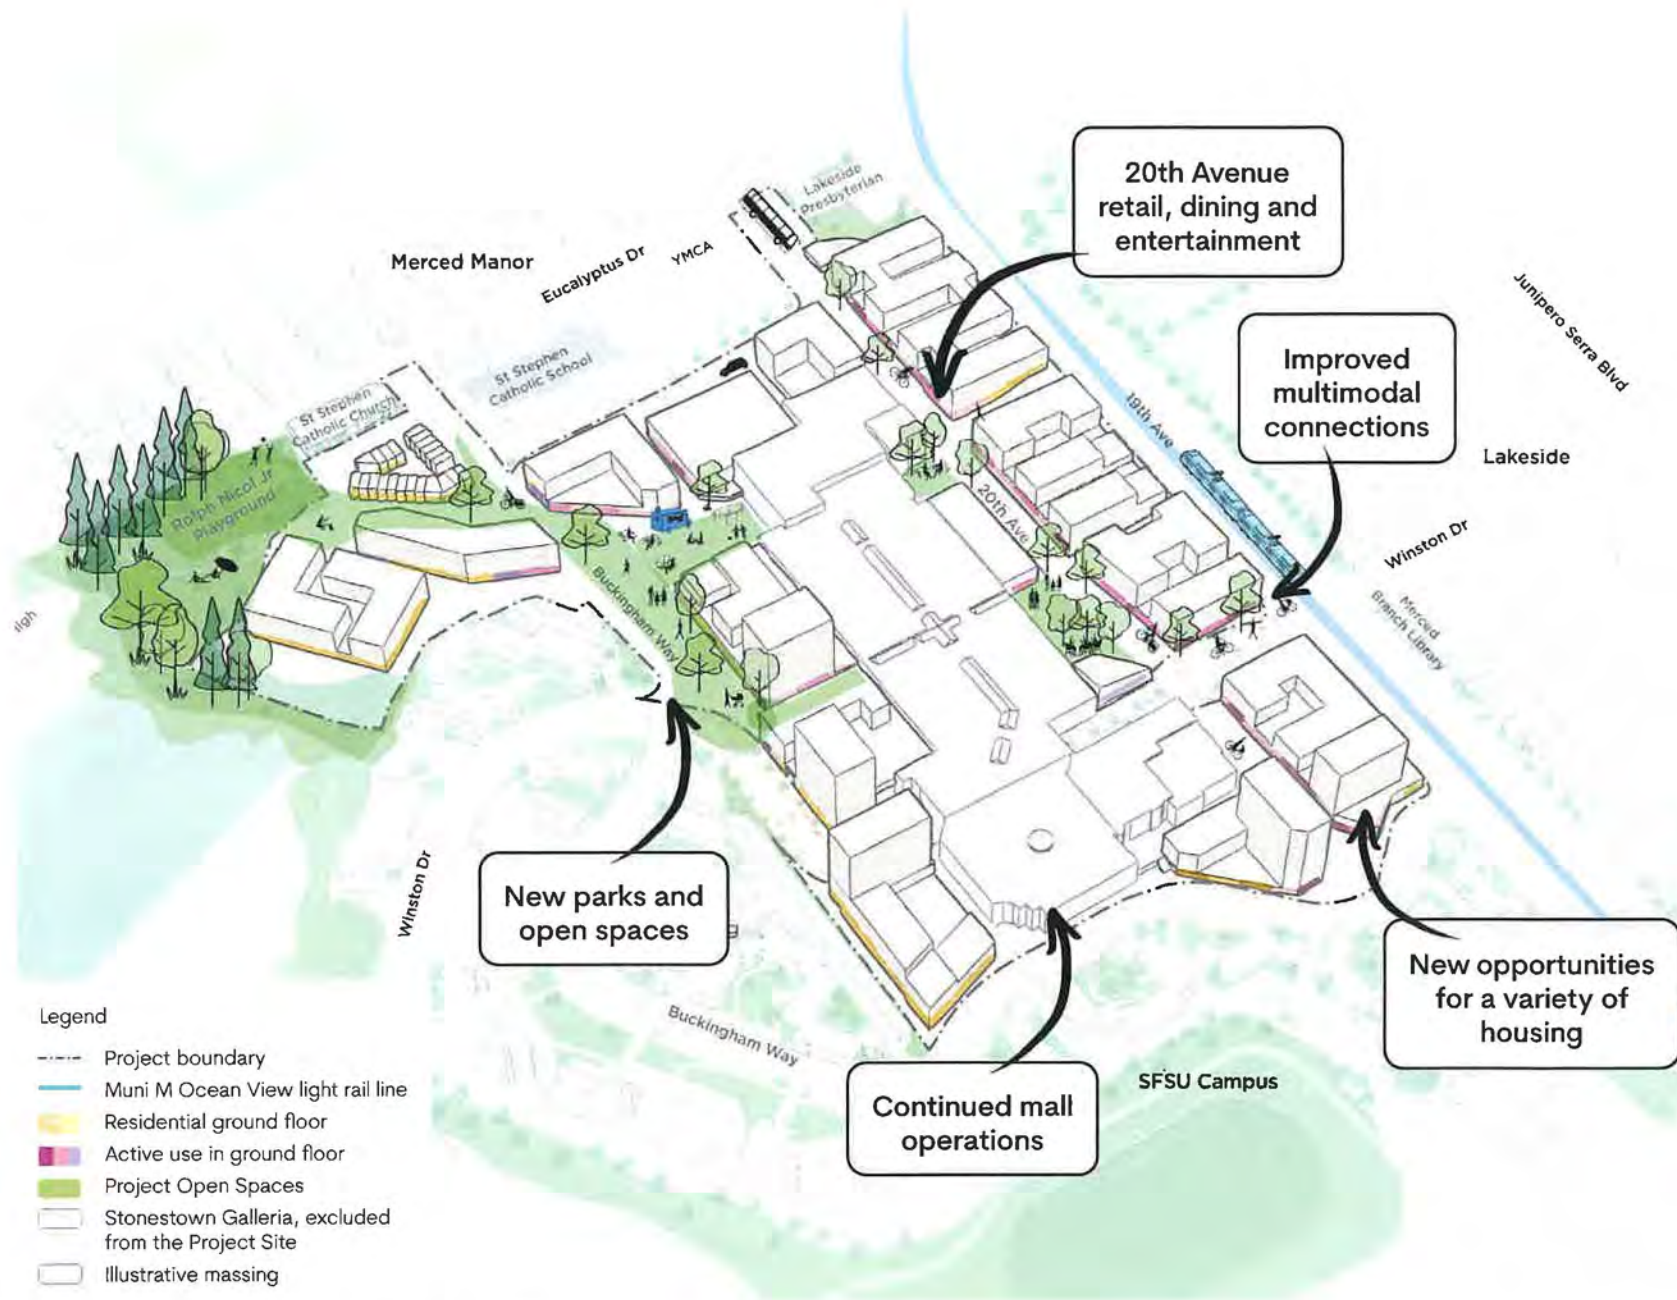 Lakeside
Presbyterian
20th Avenue
retail, dining and
entertainment
Merced Manor
Eucalyptus Dr
YMCA
Junipero Serra Blvd
St Stephen
Catholic School
Improved
multimodal
connections
19th Ave
Lakeside
St Stephen
Catholic Church
Rolph Nicol Jr
Playground
20th Ave
Winston Dr
Merced
Branch Library
Buckingham Way
New parks and
open spaces
Winston Dr
New opportunities
for a variety of
housing
Buckingham Way
Continued mall
operations
SFSU Campus
Legend
Project boundary
Muni M Ocean View light rail line
Residential ground floor
Active use in ground floor
Project Open Spaces
Stonestown Galleria, excluded
from the Project Site
Illustrative massing